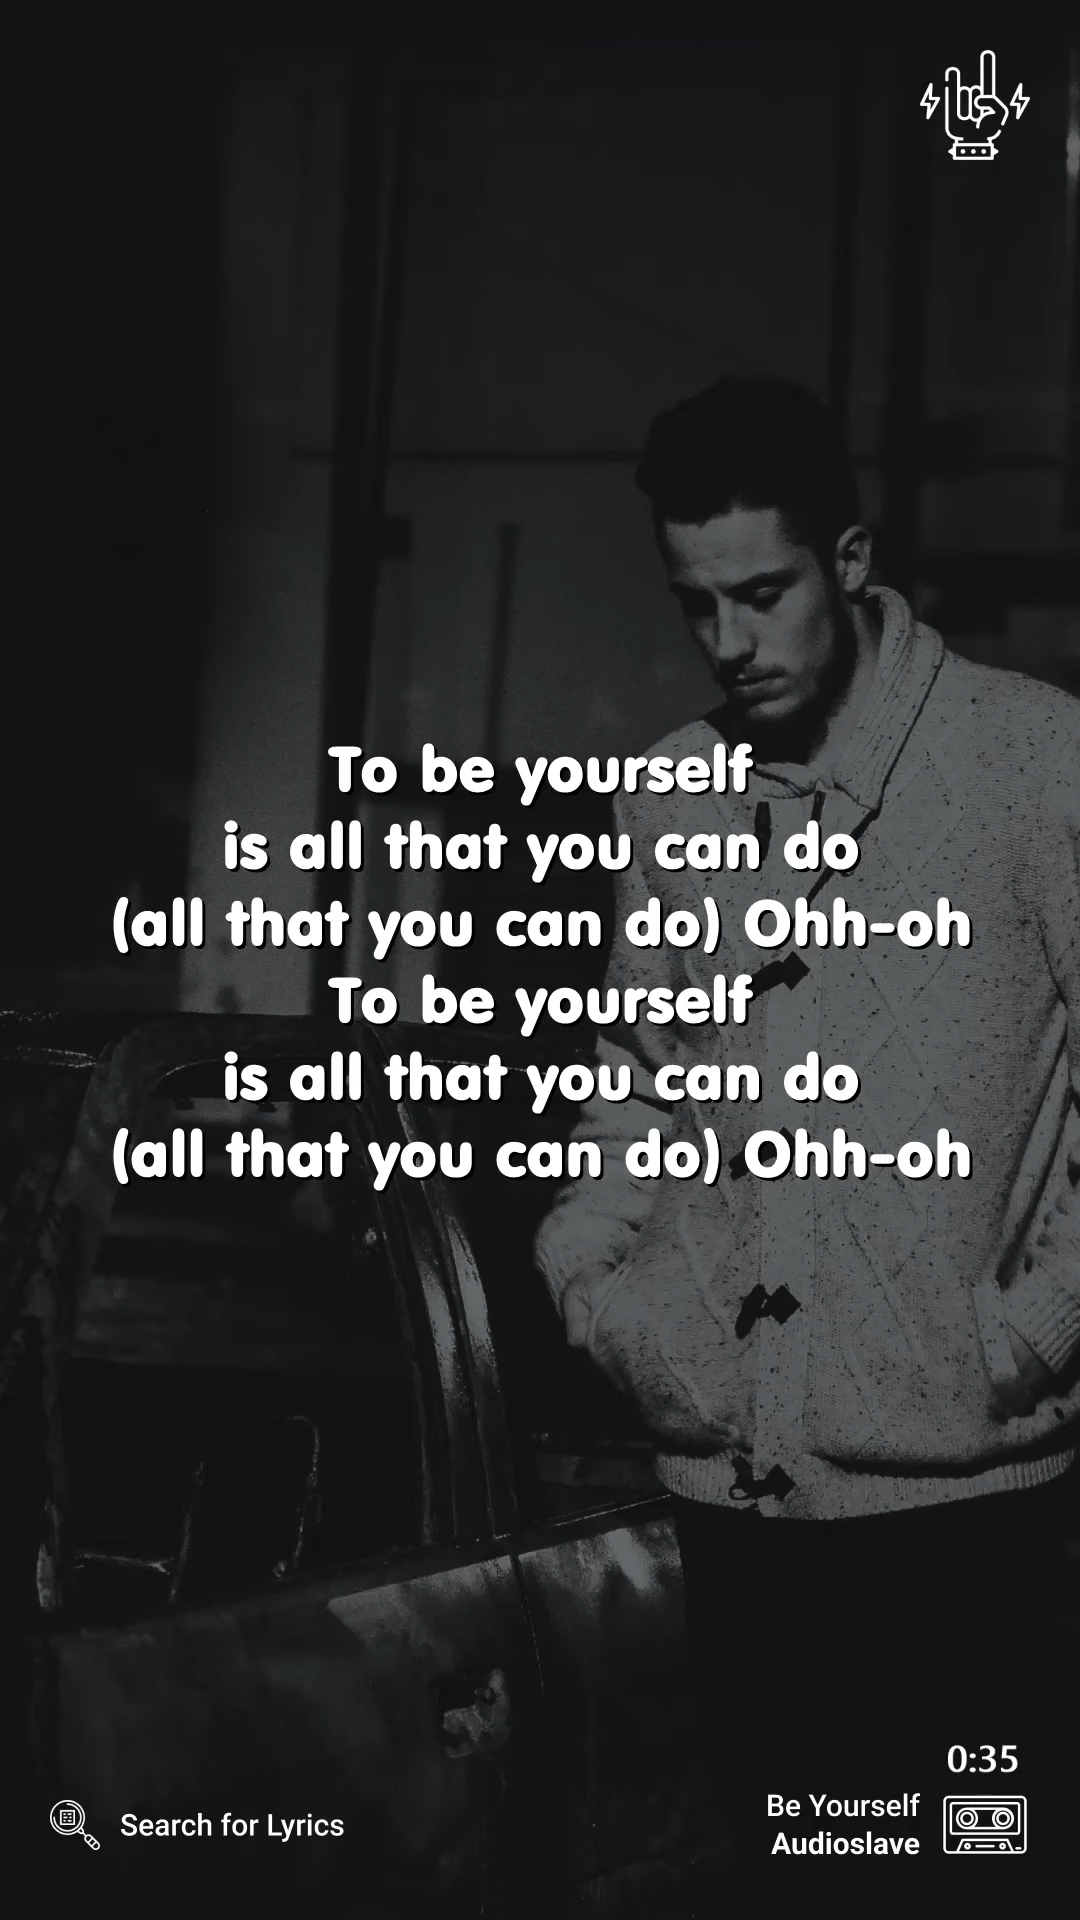 To be yourself
is all that you can do
(all that you can do) Ohh-oh
To be yourself
is all that you can do
(all that you can do) Ohh-oh
0:35
Be Yourself
Audioslave
Search for Lyrics